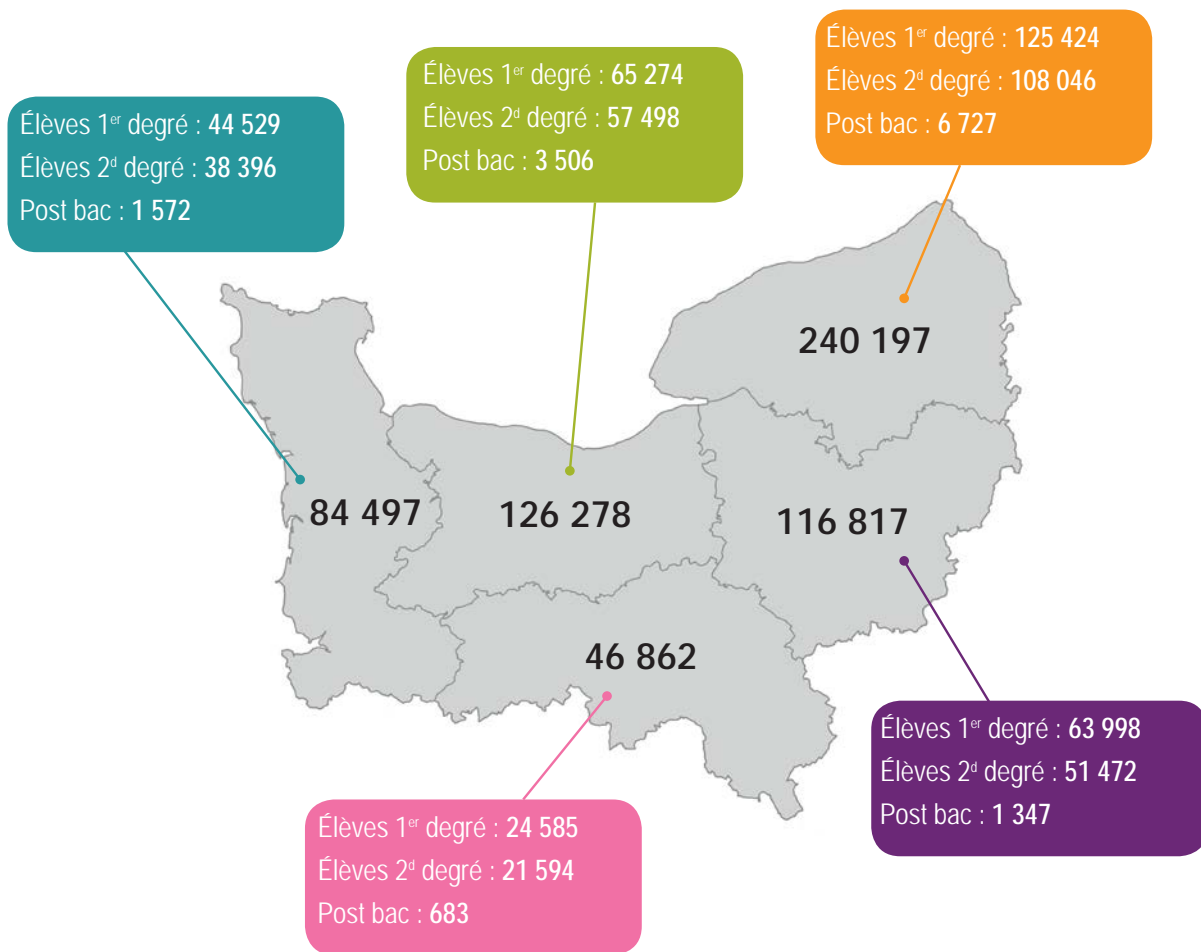 Élèves 1er degré : 125 424
Élèves 2d degré : 108 046
Post bac : 6 727
Élèves 1er degré : 65 274
Élèves 2d degré : 57 498
Post bac : 3 506
Élèves 1er degré : 44 529
Élèves 2d degré : 38 396
Post bac : 1 572
240 197
84 497
126 278
116 817
46 862
Élèves 1er degré : 63 998
Élèves 2d degré : 51 472
Post bac : 1 347
Élèves 1er degré : 24 585
Élèves 2d degré : 21 594
Post bac : 683